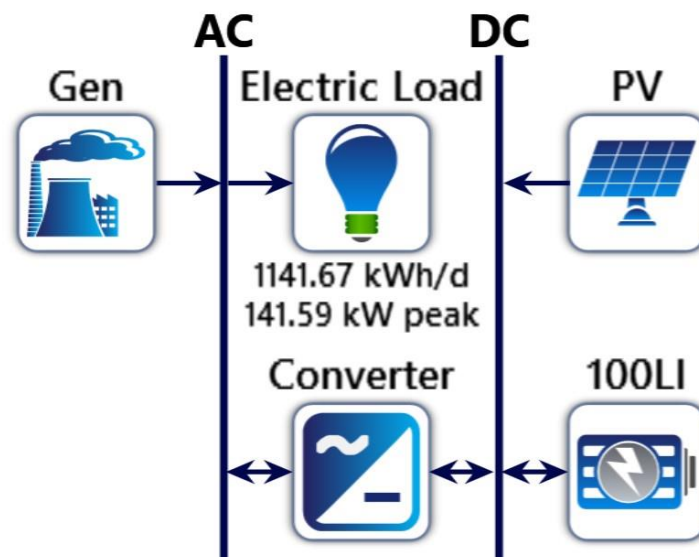 AC
DC
Gen
Electric Load
PV
1141.67 kWh/d
141.59 kW peak
Converter
100LI